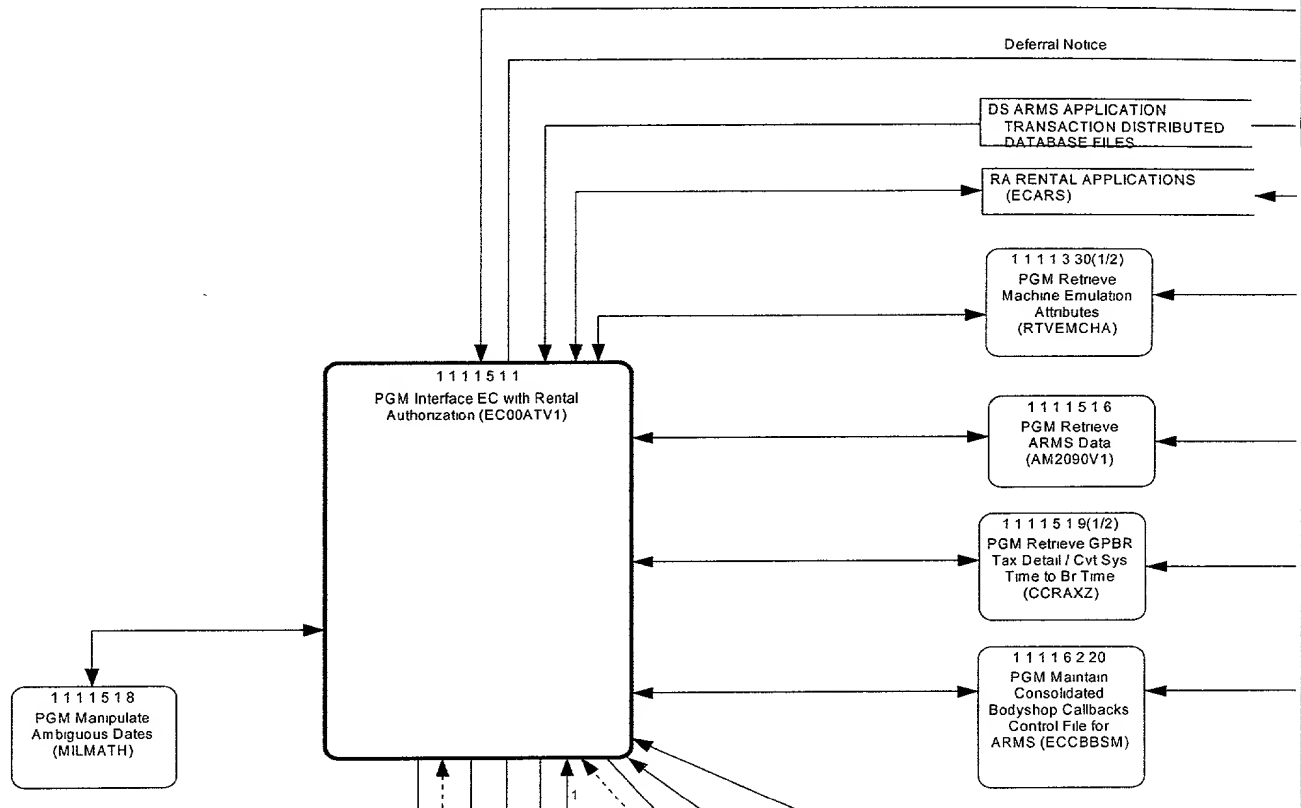 Deferral Notice
DS ARMS APPLICATION
TRANSACTION DISTRIBUTED
DATABASE FILES
RA RENTAL APPLICATIONS
(ECARS)
1 1 1 1 3 30(1/2)
PGM Retrieve
Machine Emulation
Attributes
(RTVEMCHA)
1 1 1 1 5 1 1
PGM Interface EC with Rental
Authorization (EC00ATV1)
1 1 1 1 5 1 6
PGM Retrieve
ARMS Data
(AM2090V1)
1 1 1 1 5 1 9(1/2)
PGM Retrieve GPBR
Tax Detail / Cvt Sys
Time to Br Time
(CCRAXZ)
1 1 1 1 6 2 20
PGM Maintain
Consolidated
Bodyshop Callbacks
Control File for
ARMS (ECCBBSM)
1 1 1 1 5 1 8
PGM Manipulate
Ambiguous Dates
(MILMATH)
1